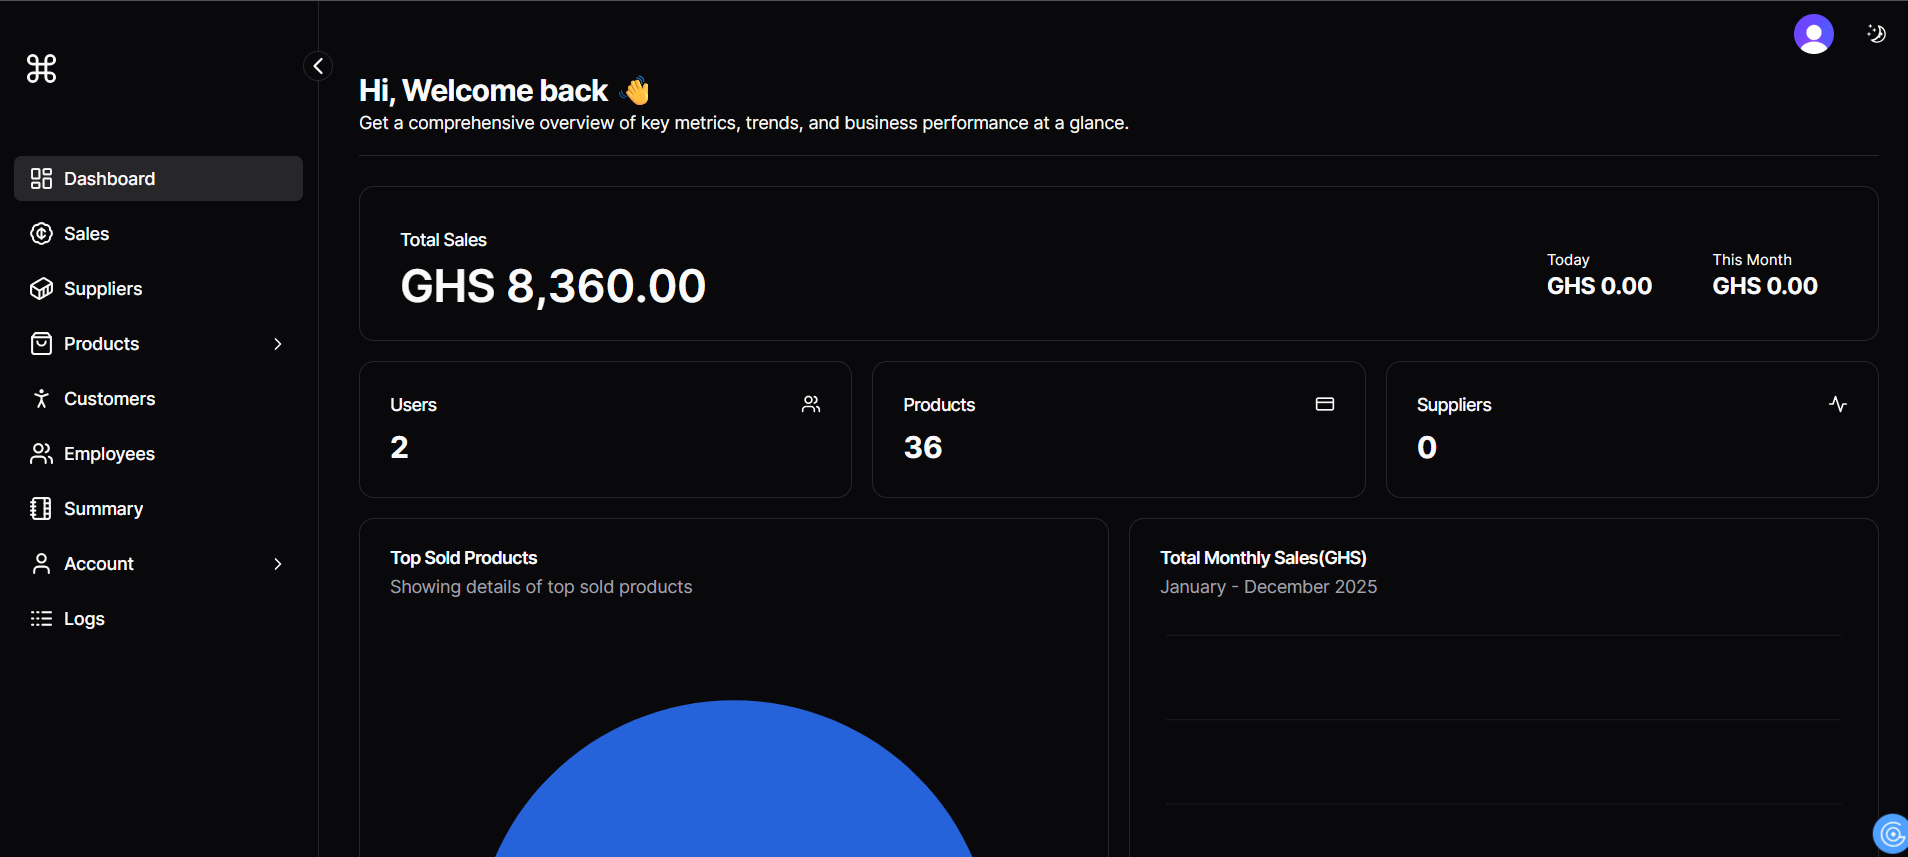 Hi, Welcome back 👋
Get a comprehensive overview of key metrics, trends, and business performance at a glance.
Dashboard
Sales
Suppliers
Products
Customers
Employees
Summary
Account
Logs
Total Sales
GHS 8,360.00
Today
GHS 0.00
This Month
GHS 0.00
Users
2
Products
36
Suppliers
0
Top Sold Products
Showing details of top sold products
Total Monthly Sales(GHS)
January - December 2025